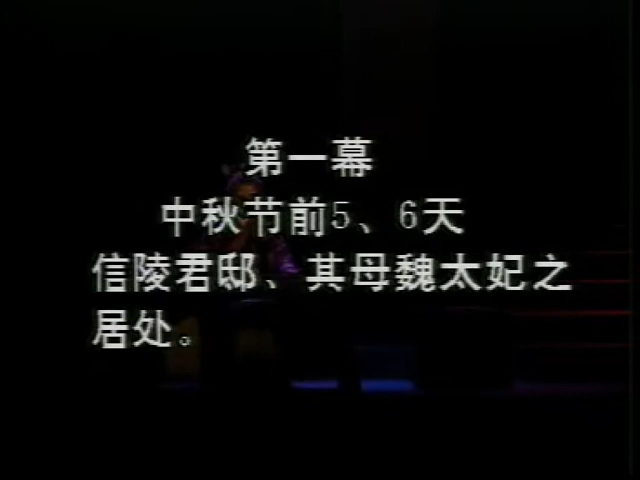 第一幕
中秋节前5、6天
信陵君邸、其母魏太妃之
居处。